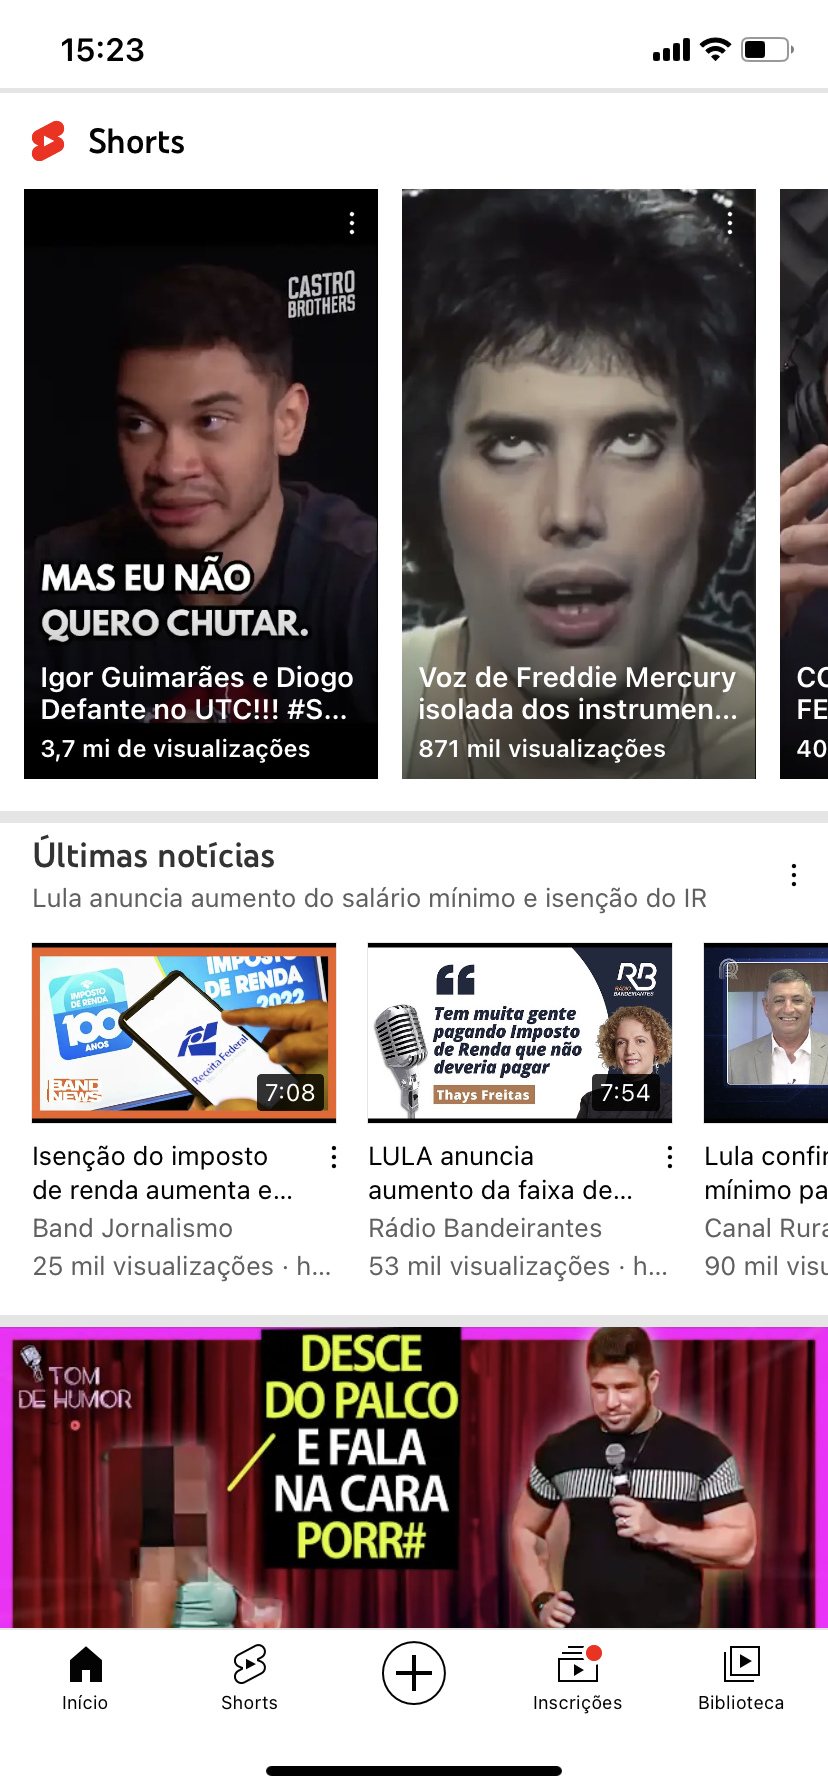 15:23
Shorts
CASTRO
BROTHERS
MAS EU NÃO
QUERO CHUTAR.
Igor Guimarães e Diogo
Defante no UTC!!! #S...
3,7 mi de visualizações
Voz de Freddie Mercury
isolada dos instrumen...
871 mil visualizações
CO
FE
40
Últimas notícias
Lula anuncia aumento do salário mínimo e isenção do IR
IMPOSTO
DE RENDA
100
ANOS
IMPOSTO
DE RENDA
2022
Receita Federal
BAND
NEWS
7:08
Isenção do imposto
de renda aumenta e...
Band Jornalismo
25 mil visualizações · h...
RB
RÁDIO
BANDEIRANTES
Tem muita gente
pagando Imposto
de Renda que não
deveria pagar
Thays Freitas
7:54
LULA anuncia
aumento da faixa de...
Rádio Bandeirantes
53 mil visualizações · h...
Lula confir
mínimo pa
Canal Rura
90 mil visu
TOM
DE HUMOR
DESCE
DO PALCO
E FALA
NA CARA
PORR#
Início
Shorts
Inscrições
Biblioteca